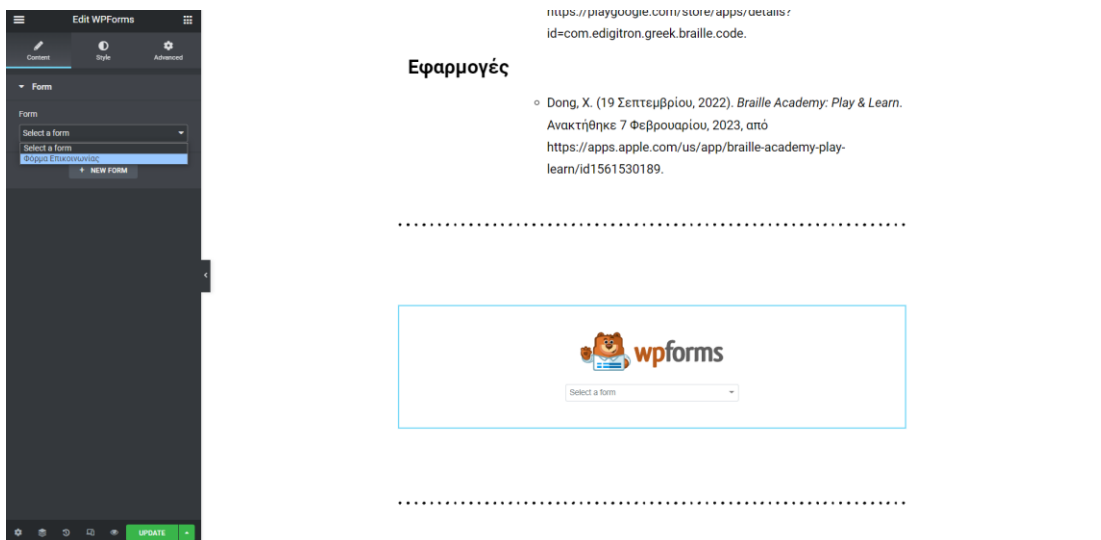 Edit WPForms
Content
Style
Advanced
Form
Form
Select a form
Select a form
Φόρμα Επικοινωνίας
+ NEW FORM
UPDATE
https://playgoogle.com/store/apps/details?
id=com.edigitron.greek.braille.code.
Εφαρμογές
Dong, X. (19 Σεπτεμβρίου, 2022). Braille Academy: Play & Learn.
Ανακτήθηκε 7 Φεβρουαρίου, 2023, από
https://apps.apple.com/us/app/braille-academy-play-
learn/id1561530189.
wpforms
Select a form